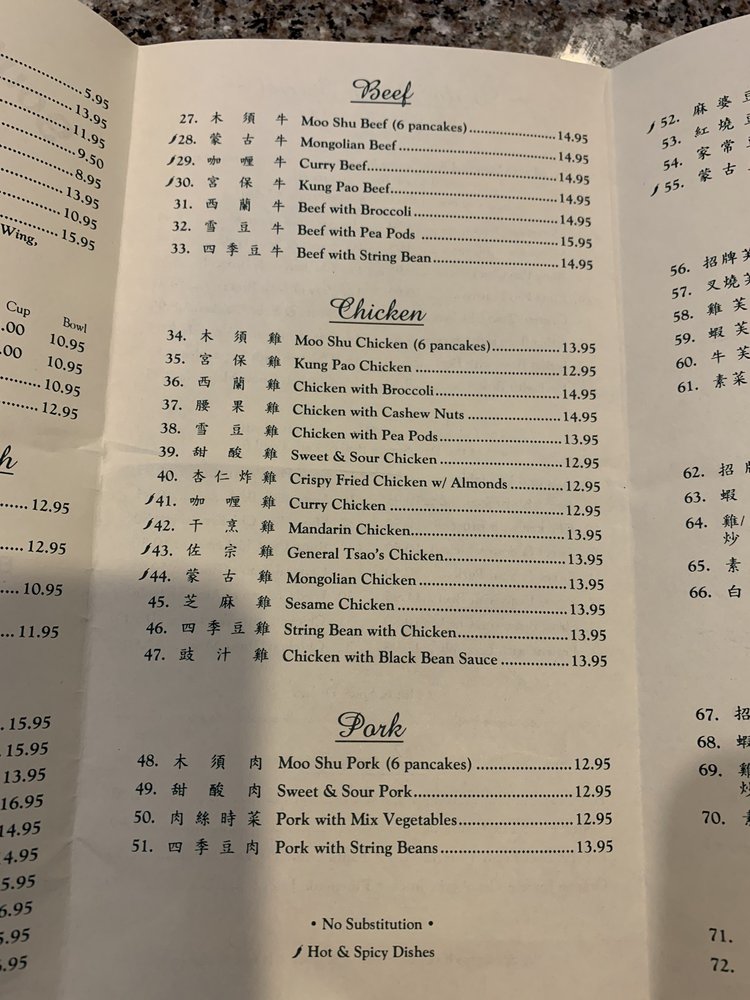 5.95
13.95
11.95
9.50
8.95
13.95
10.95
15.95
Wing,
Cup Bowl
.00 10.95
.00 10.95
10.95
12.95
h
12.95
12.95
10.95
11.95
15.95
15.95
13.95
16.95
14.95
4.95
5.95
6.95
5.95
Beef
27. 木須牛 Moo Shu Beef (6 pancakes) 14.95
28. 蒙古牛 Mongolian Beef 14.95
29. 咖喱牛 Curry Beef 14.95
30. 宮保牛 Kung Pao Beef 14.95
31. 西蘭牛 Beef with Broccoli 14.95
32. 雪豆牛 Beef with Pea Pods 15.95
33. 四季豆牛 Beef with String Bean 14.95
Chicken
34. 木須雞 Moo Shu Chicken (6 pancakes) 13.95
35. 宮保雞 Kung Pao Chicken 12.95
36. 西蘭雞 Chicken with Broccoli 14.95
37. 腰果雞 Chicken with Cashew Nuts 14.95
38. 雪豆雞 Chicken with Pea Pods 13.95
39. 甜酸雞 Sweet & Sour Chicken 12.95
40. 杏仁炸雞 Crispy Fried Chicken w/ Almonds 12.95
41. 咖喱雞 Curry Chicken 12.95
42. 干烹雞 Mandarin Chicken 13.95
43. 佐宗雞 General Tsao's Chicken 13.95
44. 蒙古雞 Mongolian Chicken 13.95
45. 芝麻雞 Sesame Chicken 13.95
46. 四季豆雞 String Bean with Chicken 13.95
47. 豉汁雞 Chicken with Black Bean Sauce 13.95
Pork
48. 木須肉 Moo Shu Pork (6 pancakes) 12.95
49. 甜酸肉 Sweet & Sour Pork 12.95
50. 肉絲時菜 Pork with Mix Vegetables 12.95
51. 四季豆肉 Pork with String Beans 13.95
• No Substitution •
Hot & Spicy Dishes
52. 麻婆豆
53. 紅燒豆
54. 家常豆
55. 蒙古
56. 招牌芙
57. 叉燒芙
58. 雞芙
59. 蝦芙
60. 牛芙
61. 素菜
62. 招牌
63. 蝦
64. 雞/
炒
65. 素
66. 白
67. 招
68. 蝦
69. 雞
炒
70. 素
71.
72.